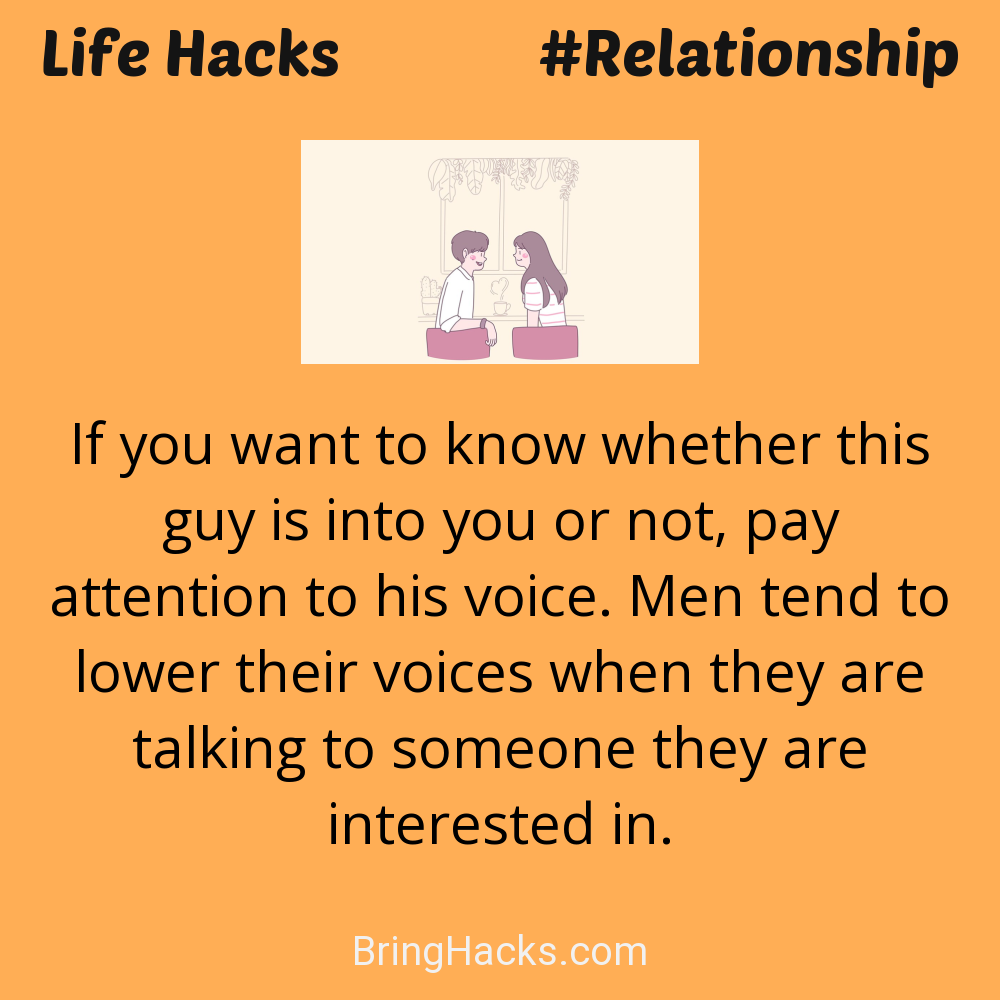 Life Hacks #Relationship
If you want to know whether this
guy is into you or not, pay
attention to his voice. Men tend to
lower their voices when they are
talking to someone they are
interested in.
BringHacks.com